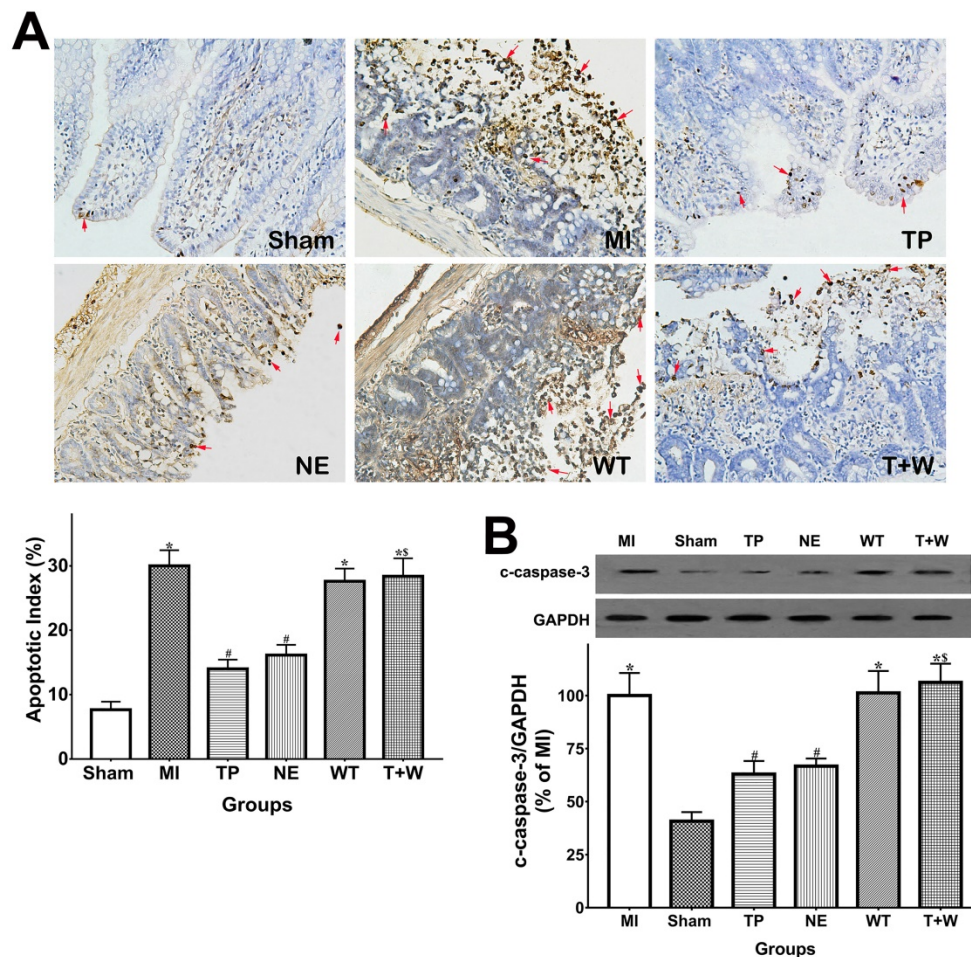 A
Sham
MI
TP
NE
WT
T+W
Apoptotic Index (%)
30
20
10
0
*
#
#
*
*$
Sham MI TP NE WT T+W
Groups
B
MI Sham TP NE WT T+W
c-caspase-3
GAPDH
c-caspase-3/GAPDH
(% of MI)
100
75
50
25
0
*
#
#
*
*$
MI Sham TP NE WT T+W
Groups